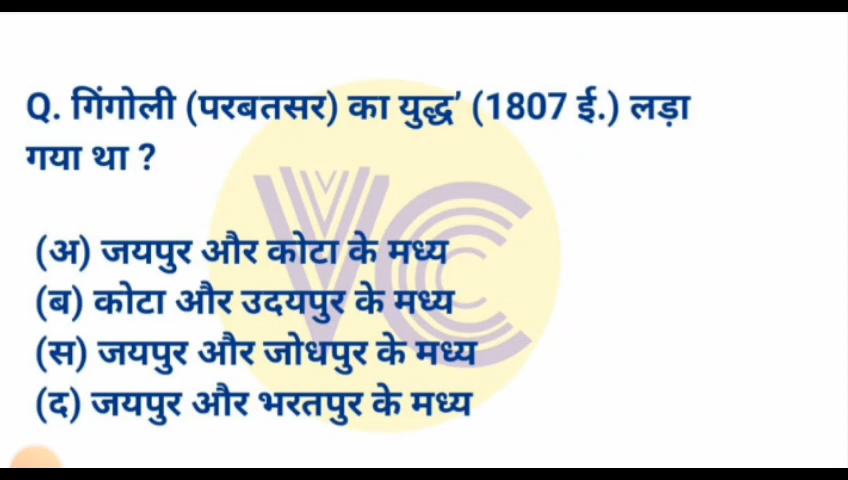 Q. गिंगोली (परबतसर) का युद्ध’ (1807 ई.) लड़ा
गया था ?
(अ) जयपुर और कोटा के मध्य
(ब) कोटा और उदयपुर के मध्य
(स) जयपुर और जोधपुर के मध्य
(द) जयपुर और भरतपुर के मध्य